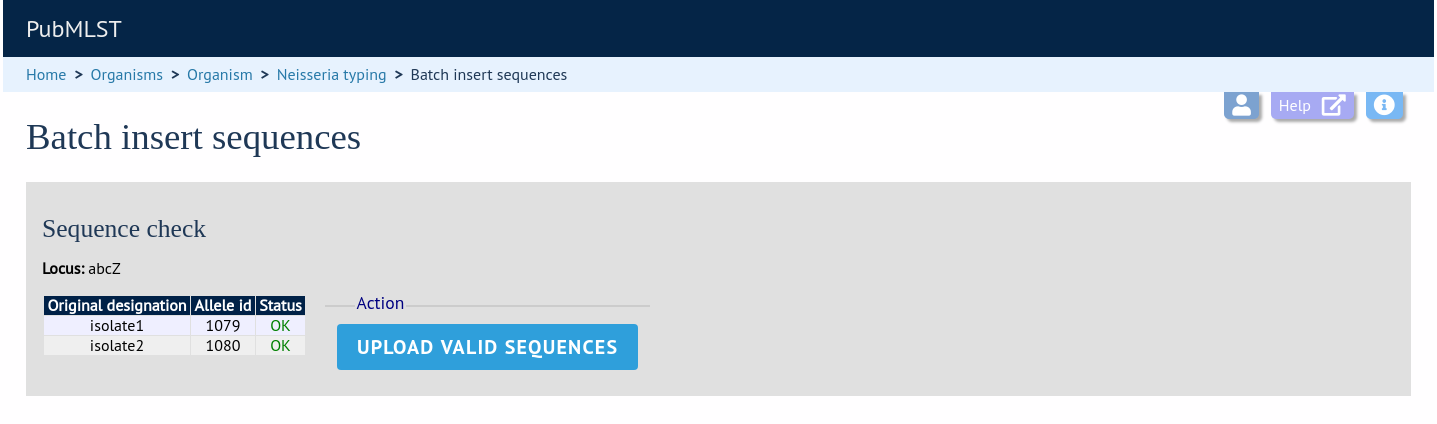 PubMLST
Home > Organisms > Organism > Neisseria typing > Batch insert sequences
Help
Batch insert sequences
Sequence check
Locus: abcZ
Original designation Allele id Status
isolate1 1079 OK
isolate2 1080 OK
Action
UPLOAD VALID SEQUENCES